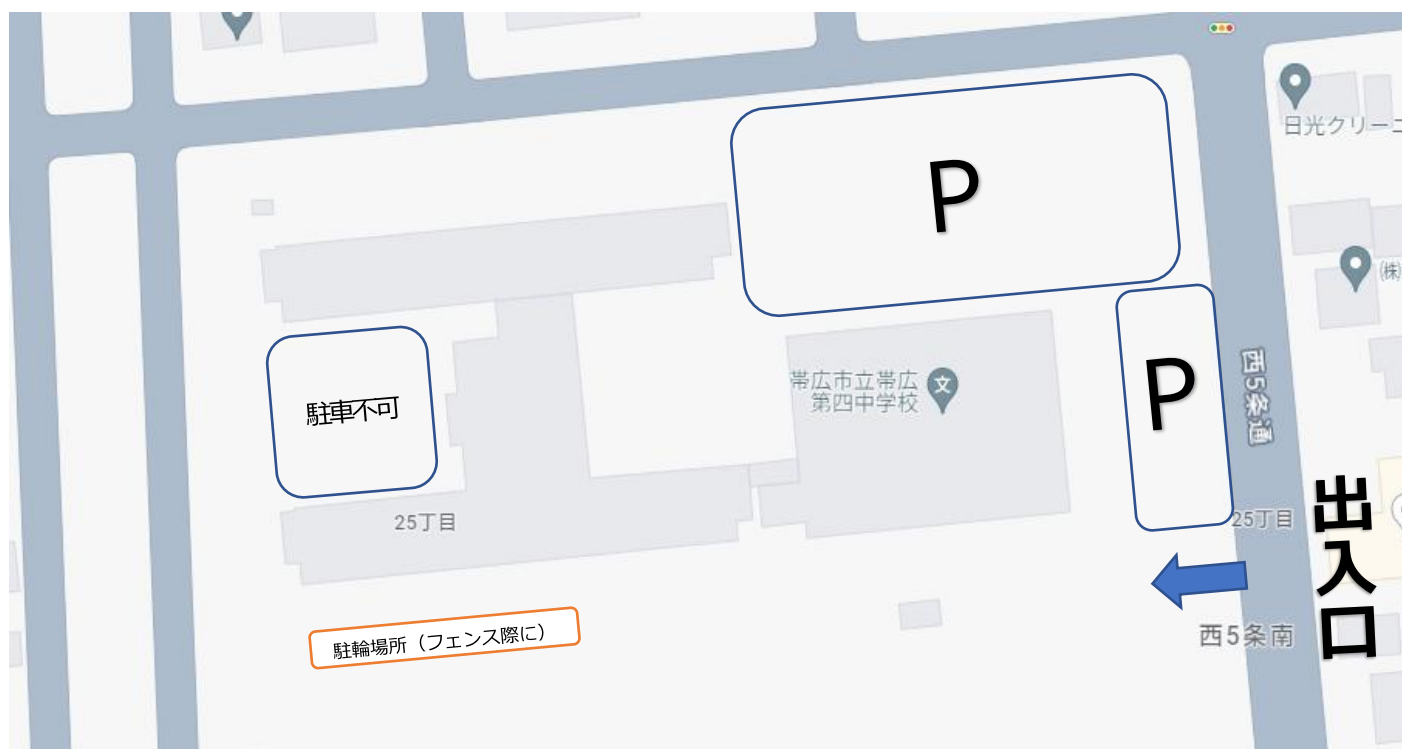 日光クリーニ
P
(株)
P
帯広市立帯広
第四中学校
文
西5条通
駐車不可
25丁目
25丁目
出入口
駐輪場所（フェンス際に）
西5条南